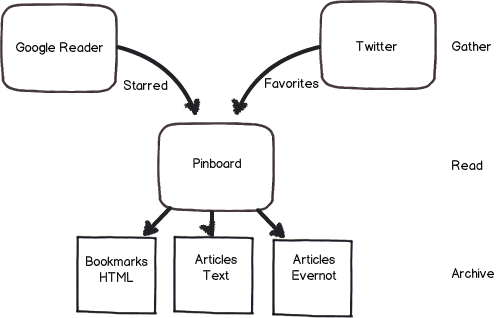 Google Reader
Twitter
Gather
Starred
Favorites
Pinboard
Read
Bookmarks
HTML
Articles
Text
Articles
Evernot
Archive